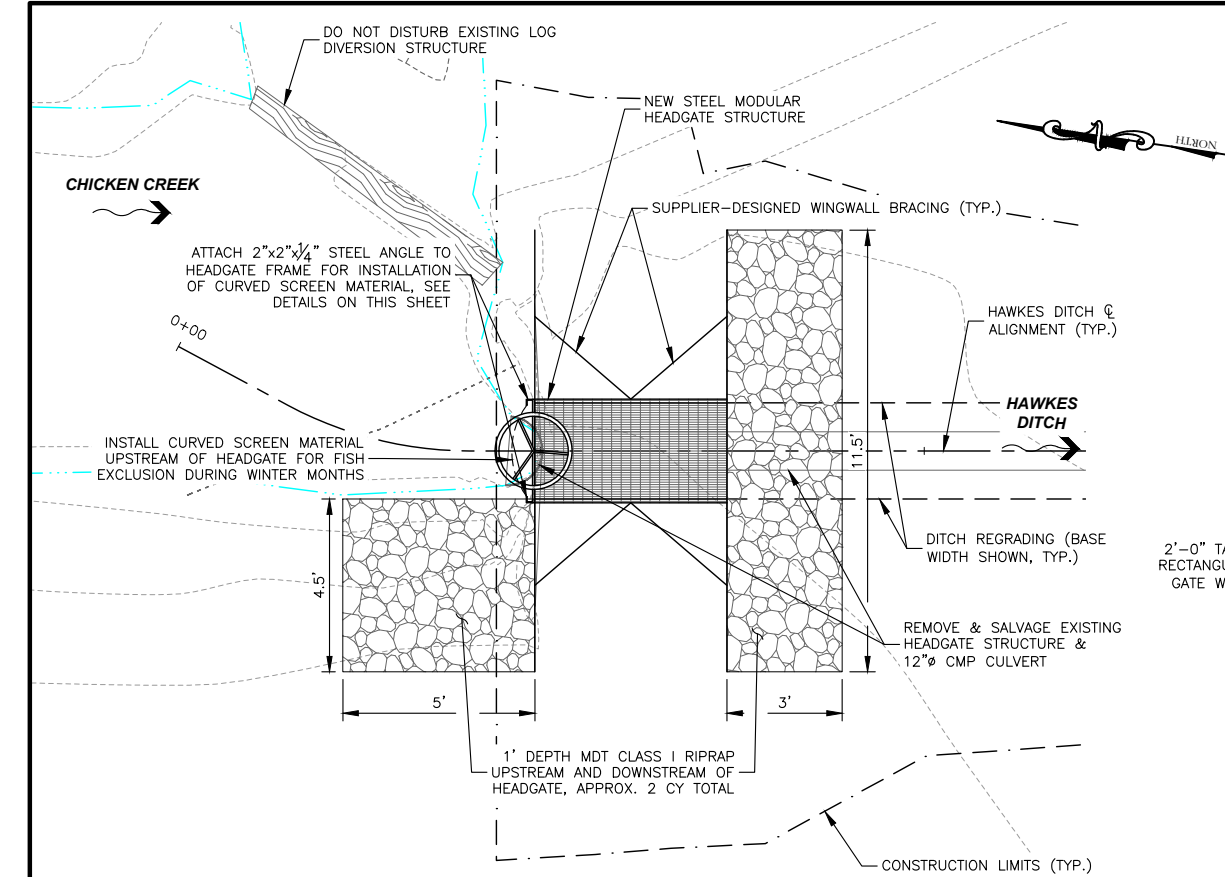 DO NOT DISTURB EXISTING LOG
DIVERSION STRUCTURE
NEW STEEL MODULAR
HEADGATE STRUCTURE
NORTH
CHICKEN CREEK
SUPPLIER-DESIGNED WINGWALL BRACING (TYP.)
ATTACH 2"x2"x1/4" STEEL ANGLE TO
HEADGATE FRAME FOR INSTALLATION
OF CURVED SCREEN MATERIAL, SEE
DETAILS ON THIS SHEET
0+00
HAWKES DITCH ℄
ALIGNMENT (TYP.)
HAWKES
DITCH
INSTALL CURVED SCREEN MATERIAL
UPSTREAM OF HEADGATE FOR FISH
EXCLUSION DURING WINTER MONTHS
11.5'
DITCH REGRADING (BASE
WIDTH SHOWN, TYP.)
2'-0" TA
RECTANGU
GATE W
4.5'
REMOVE & SALVAGE EXISTING
HEADGATE STRUCTURE &
12"ø CMP CULVERT
5'
3'
1' DEPTH MDT CLASS I RIPRAP
UPSTREAM AND DOWNSTREAM OF
HEADGATE, APPROX. 2 CY TOTAL
CONSTRUCTION LIMITS (TYP.)